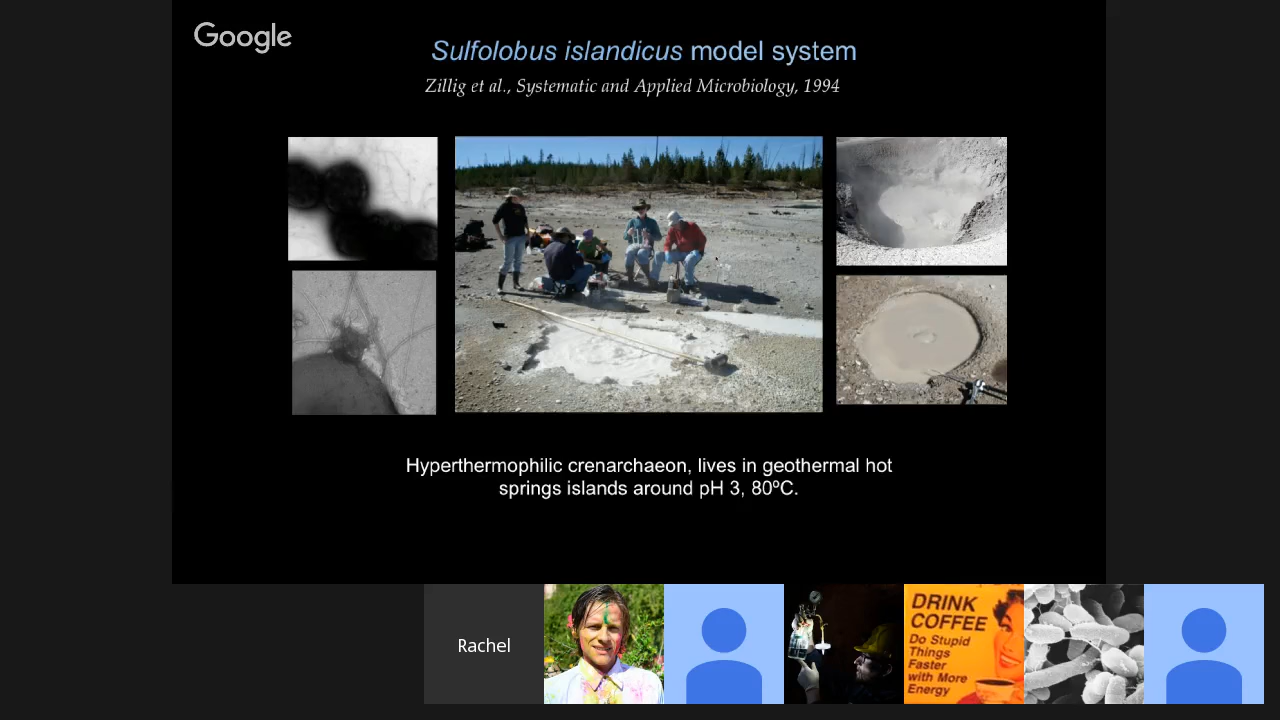 Google
Sulfolobus islandicus model system
Zillig et al., Systematic and Applied Microbiology, 1994
Hyperthermophilic crenarchaeon, lives in geothermal hot
springs islands around pH 3, 80ºC.
Rachel
DRINK
COFFEE
Do Stupid
Things
Faster
with More
Energy